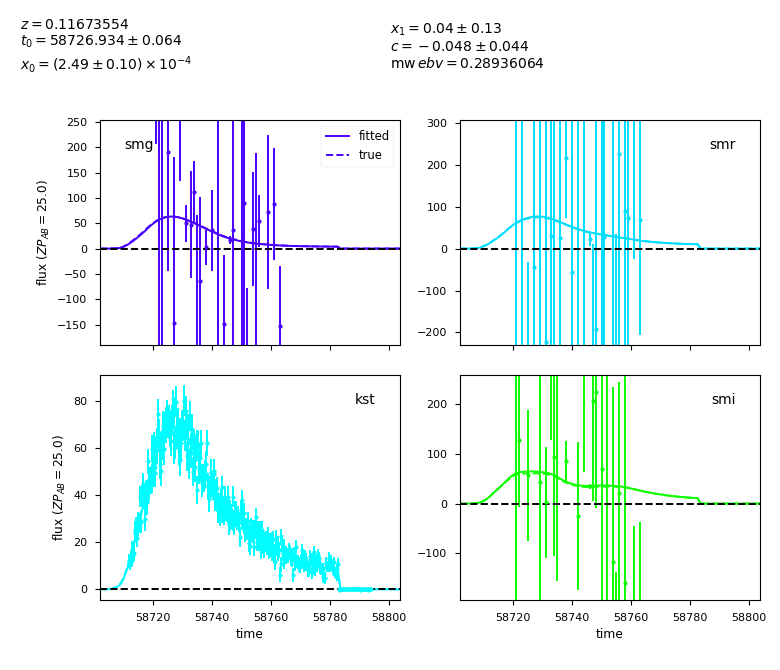 z = 0.11673554
t₀ = 58726.934 ± 0.064
x₀ = (2.49 ± 0.10) × 10⁻⁴
x₁ = 0.04 ± 0.13
c = −0.048 ± 0.044
mw ebv = 0.28936064
250
200
150
100
50
0
−50
−100
−150
flux (ZP_AB = 25.0)
smg
fitted
true
300
200
100
0
−100
−200
smr
80
60
40
20
0
flux (ZP_AB = 25.0)
kst
58720 58740 58760 58780 58800
time
200
100
0
−100
smi
58720 58740 58760 58780 58800
time